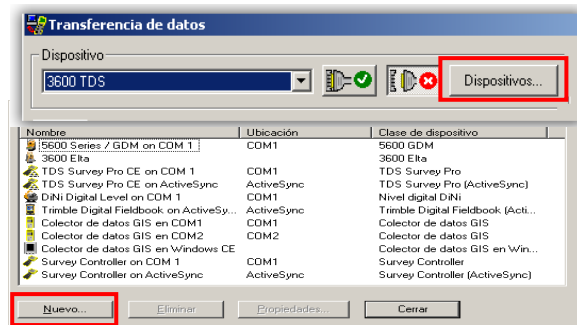 Transferencia de datos
Dispositivo
3600 TDS
Dispositivos...
Nombre Ubicación Clase de dispositivo
5600 Series / GDM on COM 1 COM1 5600 GDM
3600 Elta 3600 Elta
TDS Survey Pro CE on COM 1 COM1 TDS Survey Pro
TDS Survey Pro CE on ActiveSync ActiveSync TDS Survey Pro (ActiveSync)
DiNi Digital Level on COM 1 COM1 Nivel digital DiNi
Trimble Digital Fieldbook on ActiveSy... ActiveSync Trimble Digital Fieldbook (Acti...
Colector de datos GIS en COM1 COM1 Colector de datos GIS
Colector de datos GIS en COM2 COM2 Colector de datos GIS
Colector de datos GIS en Windows CE Colector de datos GIS en Win...
Survey Controller on COM 1 COM1 Survey Controller
Survey Controller on ActiveSync ActiveSync Survey Controller (ActiveSync)
Nuevo... Eliminar Propiedades... Cerrar